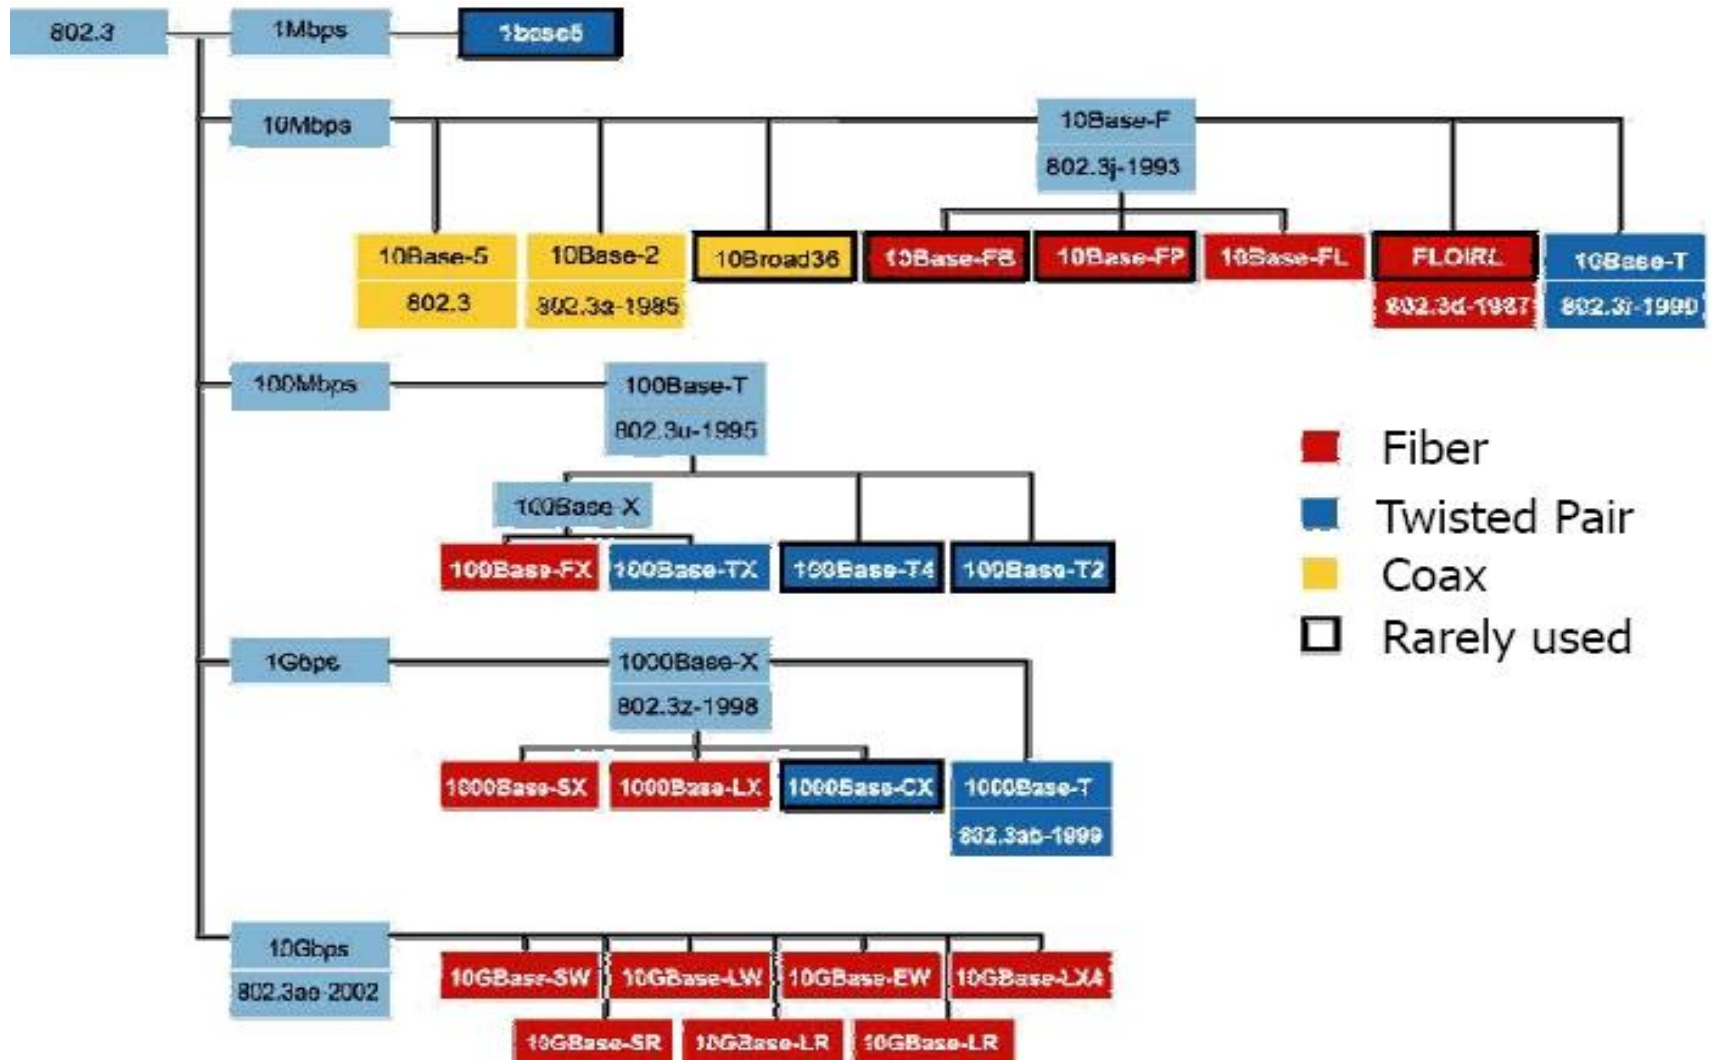 802.3
1Mbps
1base5
10Mbps
10Base-F
802.3j-1993
10Base-5
802.3
10Base-2
802.3a-1985
10Broad36
10Base-FB
10Base-FP
10Base-FL
FLOIRL
802.3d-1987
10Base-T
802.3i-1990
100Mbps
100Base-T
802.3u-1995
100Base-X
100Base-FX
100Base-TX
100Base-T4
100Base-T2
Fiber
Twisted Pair
Coax
Rarely used
1Gbps
1000Base-X
802.3z-1998
1000Base-SX
1000Base-LX
1000Base-CX
1000Base-T
802.3ab-1999
10Gbps
802.3ae-2002
10GBase-SW
10GBase-LW
10GBase-EW
10GBase-LX4
10GBase-SR
10GBase-LR
10GBase-LR